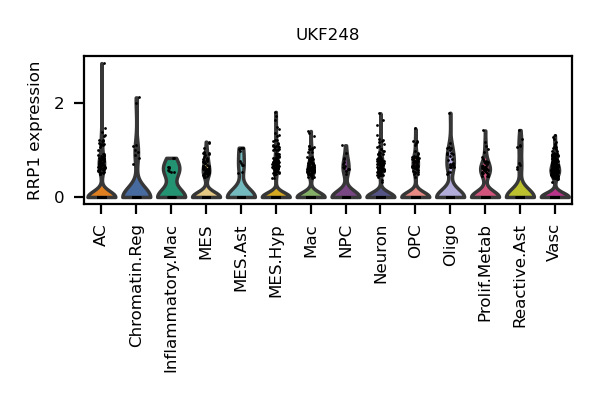 UKF248
RRP1 expression
2
0
AC
Chromatin.Reg
Inflammatory.Mac
MES
MES.Ast
MES.Hyp
Mac
NPC
Neuron
OPC
Oligo
Prolif.Metab
Reactive.Ast
Vasc